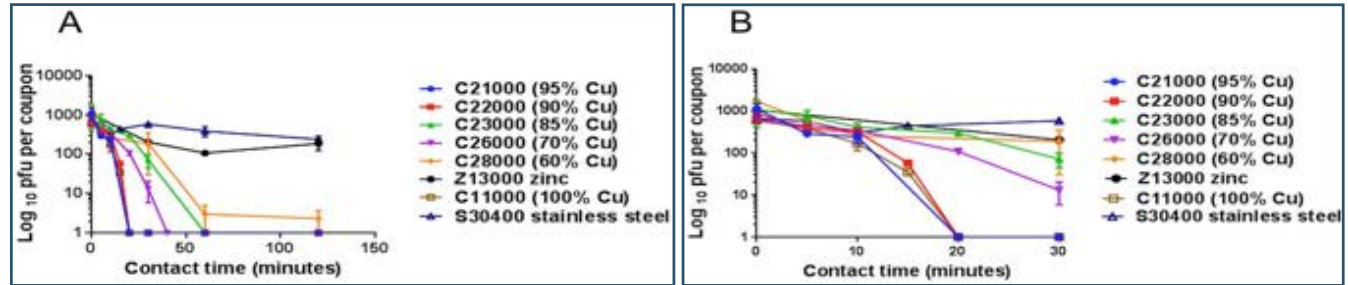 A
10000
1000
100
10
1
0
50
100
150
Log 10 pfu per coupon
Contact time (minutes)
C21000 (95% Cu)
C22000 (90% Cu)
C23000 (85% Cu)
C26000 (70% Cu)
C28000 (60% Cu)
Z13000 zinc
C11000 (100% Cu)
S30400 stainless steel
B
10000
1000
100
10
1
0
10
20
30
Log 10 pfu per coupon
Contact time (minutes)
C21000 (95% Cu)
C22000 (90% Cu)
C23000 (85% Cu)
C26000 (70% Cu)
C28000 (60% Cu)
Z13000 zinc
C11000 (100% Cu)
S30400 stainless steel